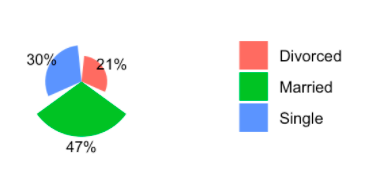 30%
21%
47%
Divorced
Married
Single